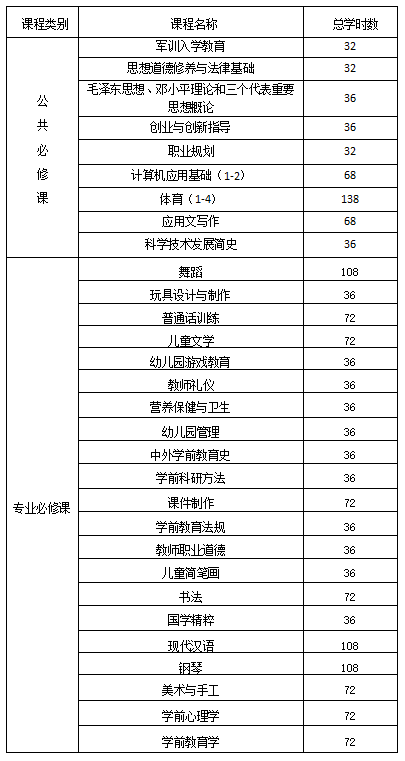 课程类别 课程名称 总学时数
公共必修课
军训入学教育 32
思想道德修养与法律基础 32
毛泽东思想、邓小平理论和三个代表重要
思想概论 36
创业与创新指导 36
职业规划 32
计算机应用基础（1-2） 68
体育（1-4） 138
应用文写作 68
科学技术发展简史 36
专业必修课
舞蹈 108
玩具设计与制作 36
普通话训练 72
儿童文学 72
幼儿园游戏教育 36
教师礼仪 36
营养保健与卫生 36
幼儿园管理 36
中外学前教育史 36
学前科研方法 36
课件制作 72
学前教育法规 36
教师职业道德 36
儿童简笔画 36
书法 72
国学精粹 36
现代汉语 108
钢琴 108
美术与手工 72
学前心理学 72
学前教育学 72